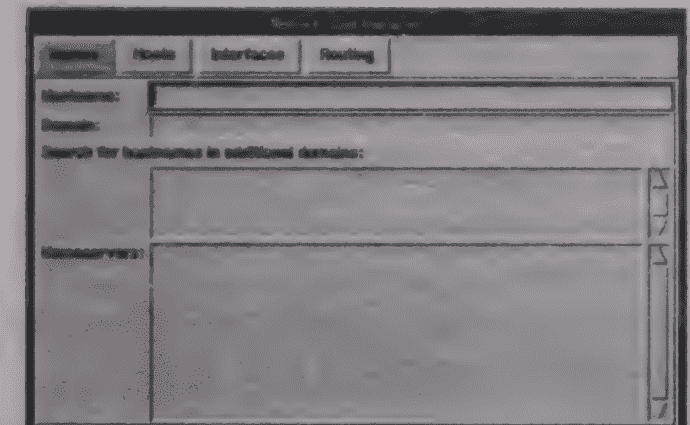 Names Hosts Interfaces Routing
Hostname:
Domain:
Search for hostnames in additional domains:
Nameservers: